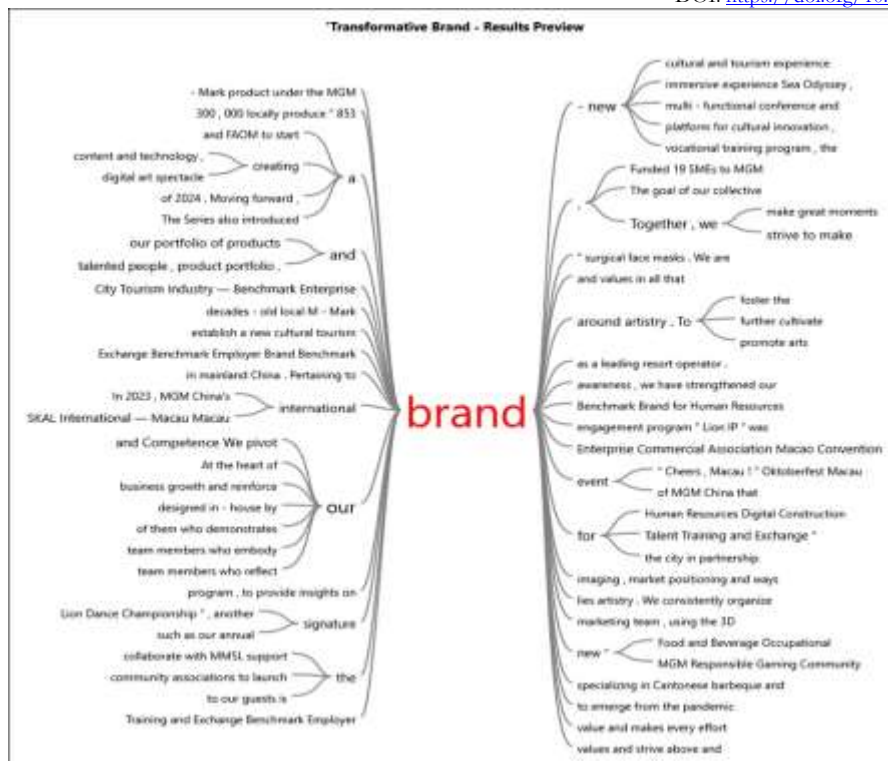 DOI: https://doi.org/10.
"Transformative Brand - Results Preview
- Mark product under the MGM
300 , 000 locally produce " 853
and FAOM to start
content and technology ,
digital art spectacle
creating
of 2024 . Moving forward ,
The Series also introduced
a
our portfolio of products
talented people , product portfolio ,
and
City Tourism Industry — Benchmark Enterprise
decades - old local M - Mark
establish a new cultural tourism
Exchange Benchmark Employer Brand Benchmark
in mainland China . Pertaining to
In 2023 , MGM China's
SKAL International — Macau Macau
international
and Competence We pivot
At the heart of
business growth and reinforce
designed in - house by
of them who demonstrates
team members who embody
team members who reflect
our
program , to provide insights on
Lion Dance Championship " , another
such as our annual
signature
collaborate with MMSL support
community associations to launch
to our guests is
the
Training and Exchange Benchmark Employer
brand
- new
cultural and tourism experience
immersive experience Sea Odyssey ,
multi - functional conference and
platform for cultural innovation ,
vocational training program , the
.
Funded 19 SMEs to MGM
The goal of our collective
Together , we
make great moments
strive to make
" surgical face masks . We are
and values in all that
around artistry . To
foster the
further cultivate
promote arts
as a leading resort operator .
awareness , we have strengthened our
Benchmark Brand for Human Resources
engagement program " Lion IP " was
Enterprise Commercial Association Macao Convention
event
" Cheers , Macau ! " Oktoberfest Macau
of MGM China that
for
Human Resources Digital Construction
Talent Training and Exchange "
the city in partnership
imaging , market positioning and ways
lies artistry . We consistently organize
marketing team , using the 3D
new "
Food and Beverage Occupational
MGM Responsible Gaming Community
specializing in Cantonese barbeque and
to emerge from the pandemic
value and makes every effort
values and strive above and